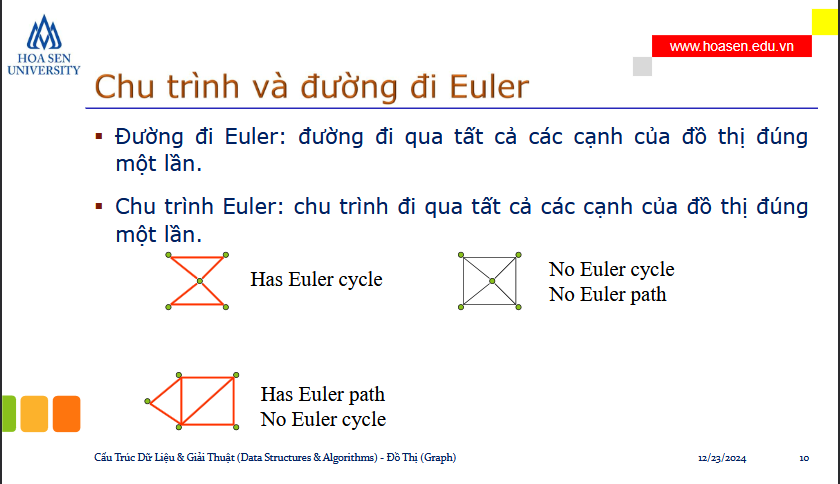 HOA SEN
UNIVERSITY
www.hoasen.edu.vn
Chu trình và đường đi Euler
Đường đi Euler: đường đi qua tất cả các cạnh của đồ thị đúng
một lần.
Chu trình Euler: chu trình đi qua tất cả các cạnh của đồ thị đúng
một lần.
Has Euler cycle
No Euler cycle
No Euler path
Has Euler path
No Euler cycle
Cấu Trúc Dữ Liệu & Giải Thuật (Data Structures & Algorithms) - Đồ Thị (Graph)
12/23/2024
10